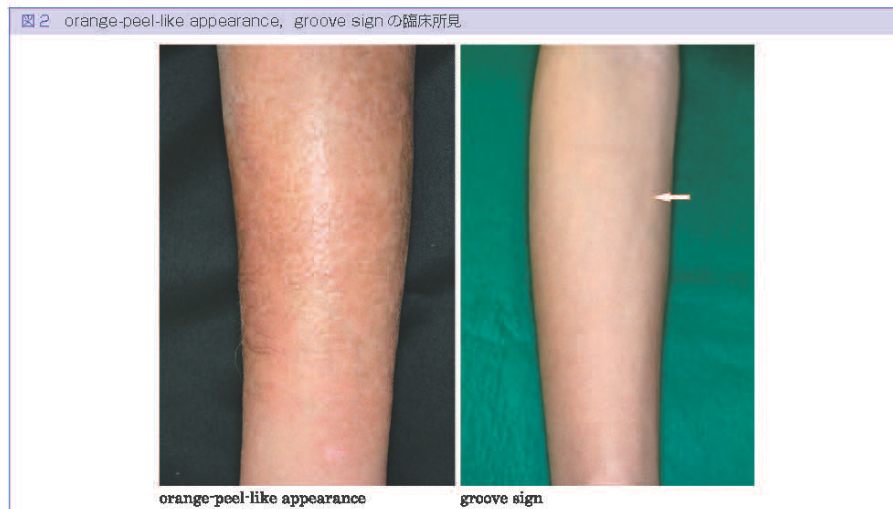 図2 orange-peel-like appearance, groove signの臨床所見
orange-peel-like appearance
groove sign